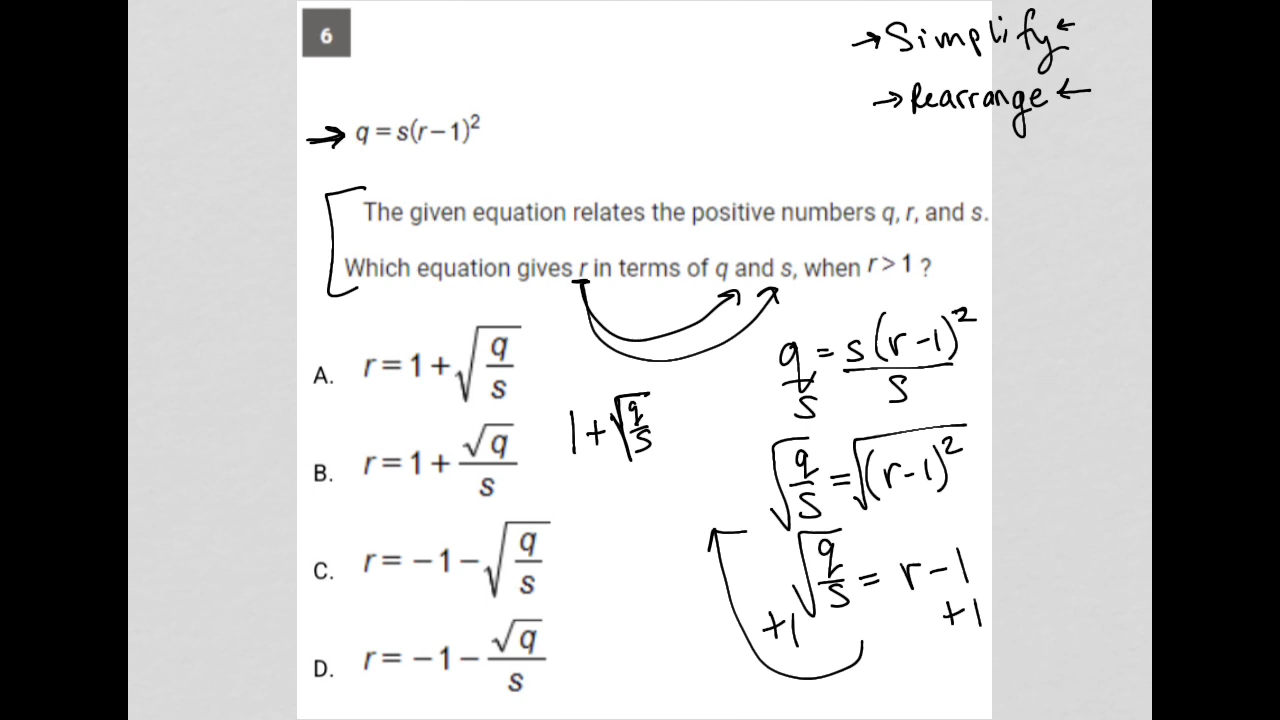 6
→ Simplify ←
→ Rearrange ←
→ q = s(r − 1)²
The given equation relates the positive numbers q, r, and s.
Which equation gives r in terms of q and s, when r > 1 ?
A. r = 1 + √(q/s)
B. r = 1 + √q/s
C. r = −1 − √(q/s)
D. r = −1 − √q/s
1 + √(q/s)
q/s = s(r − 1)²/s
√(q/s) = √((r − 1)²)
√(q/s) = r − 1
+1 +1